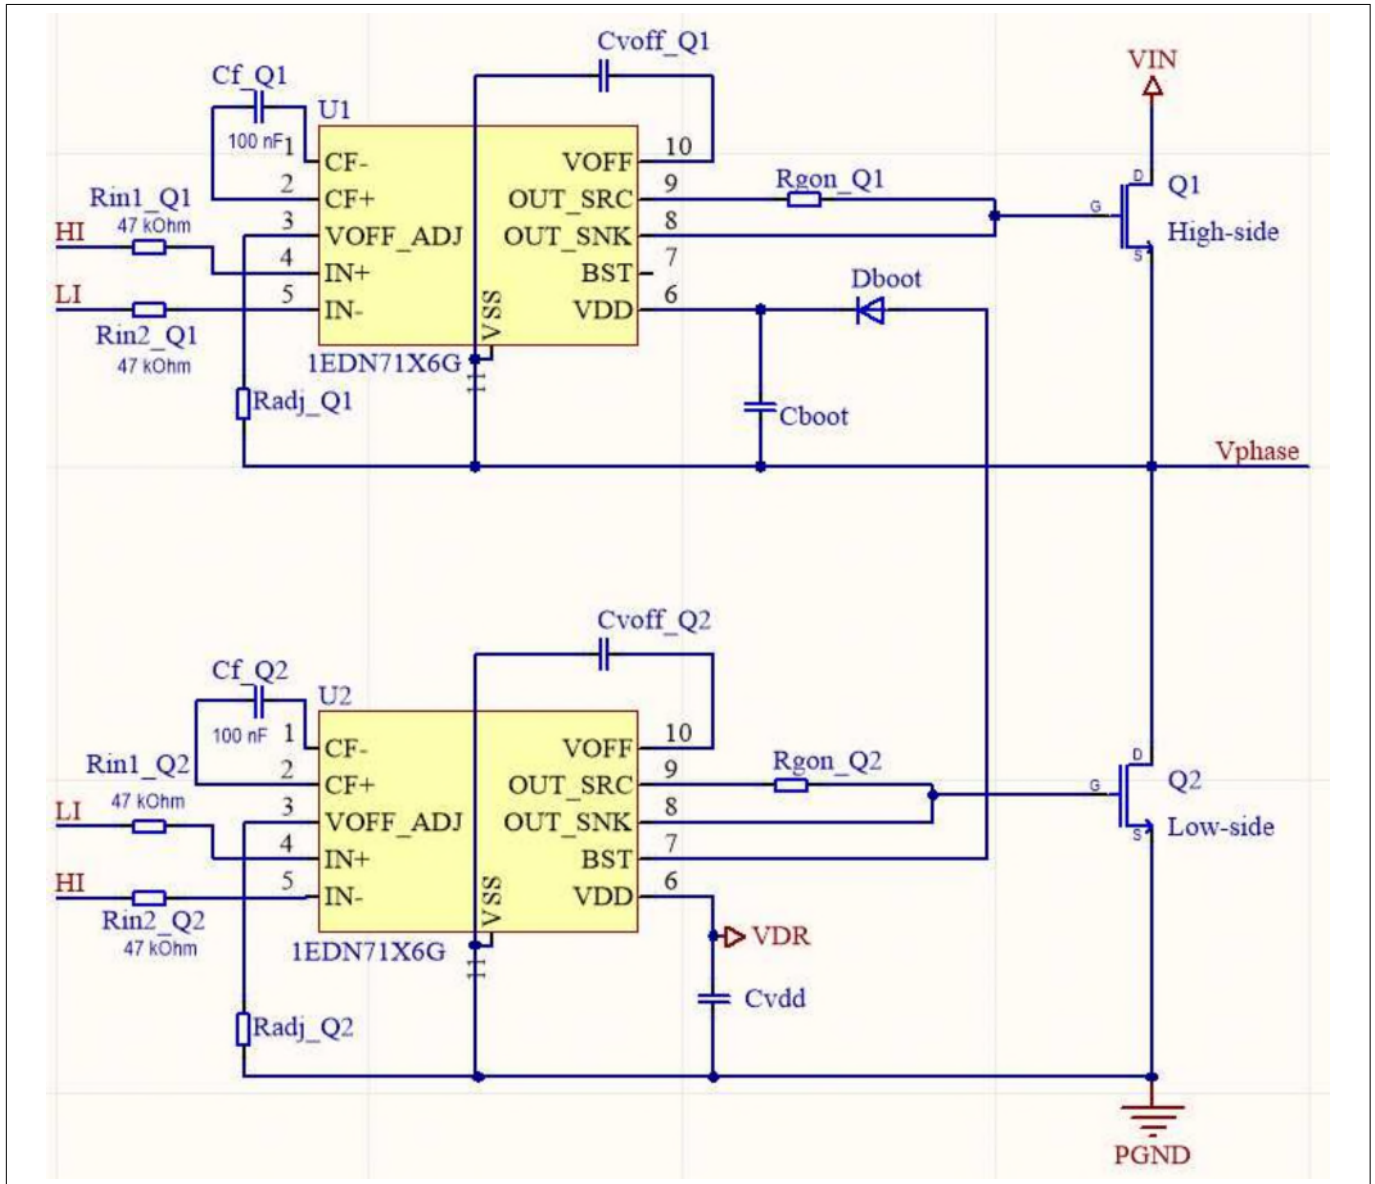 Cvoff_Q1
VIN
Cf_Q1
100 nF
U1
1 CF- VOFF 10
2 CF+ OUT_SRC 9 Rgon_Q1
D Q1
G
S High-side
Rin1_Q1
47 kOhm
HI
3 VOFF_ADJ OUT_SNK 8
4 IN+ BST 7
LI
5 IN- VDD 6
Dboot
VSS
11
Rin2_Q1
47 kOhm
1EDN71X6G
Radj_Q1
Cboot
Vphase
Cvoff_Q2
Cf_Q2
100 nF
U2
1 CF- VOFF 10
2 CF+ OUT_SRC 9 Rgon_Q2
D Q2
G
S Low-side
Rin1_Q2
47 kOhm
LI
3 VOFF_ADJ OUT_SNK 8
4 IN+ BST 7
HI
5 IN- VDD 6
VSS
11
Rin2_Q2
47 kOhm
1EDN71X6G
VDR
Cvdd
Radj_Q2
PGND